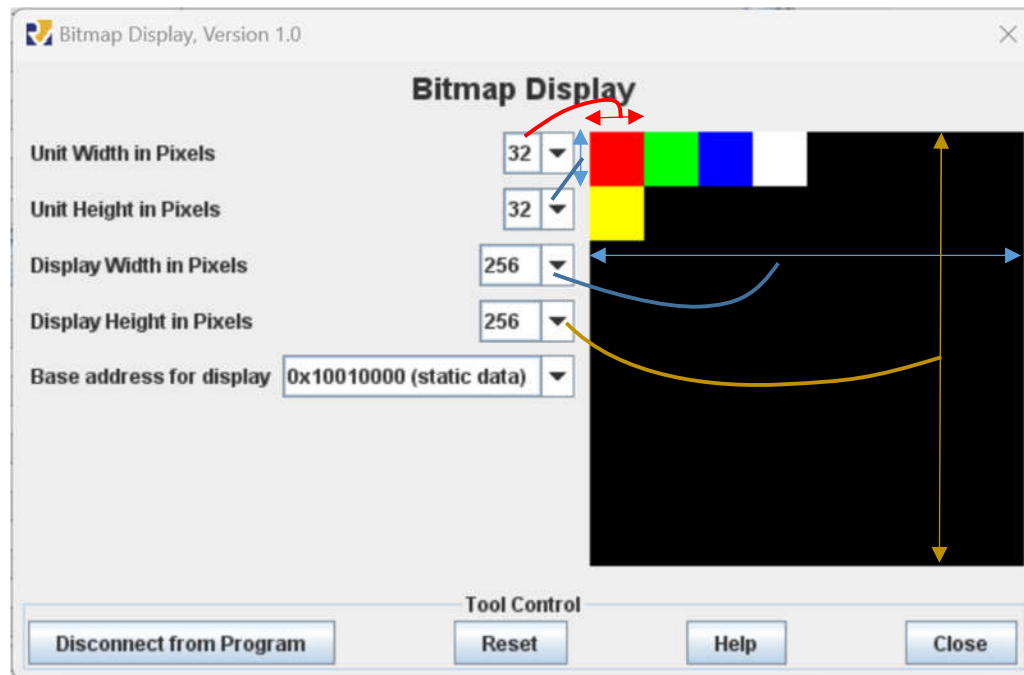 Bitmap Display, Version 1.0
Bitmap Display
Unit Width in Pixels 32
Unit Height in Pixels 32
Display Width in Pixels 256
Display Height in Pixels 256
Base address for display 0x10010000 (static data)
Tool Control
Disconnect from Program Reset Help Close